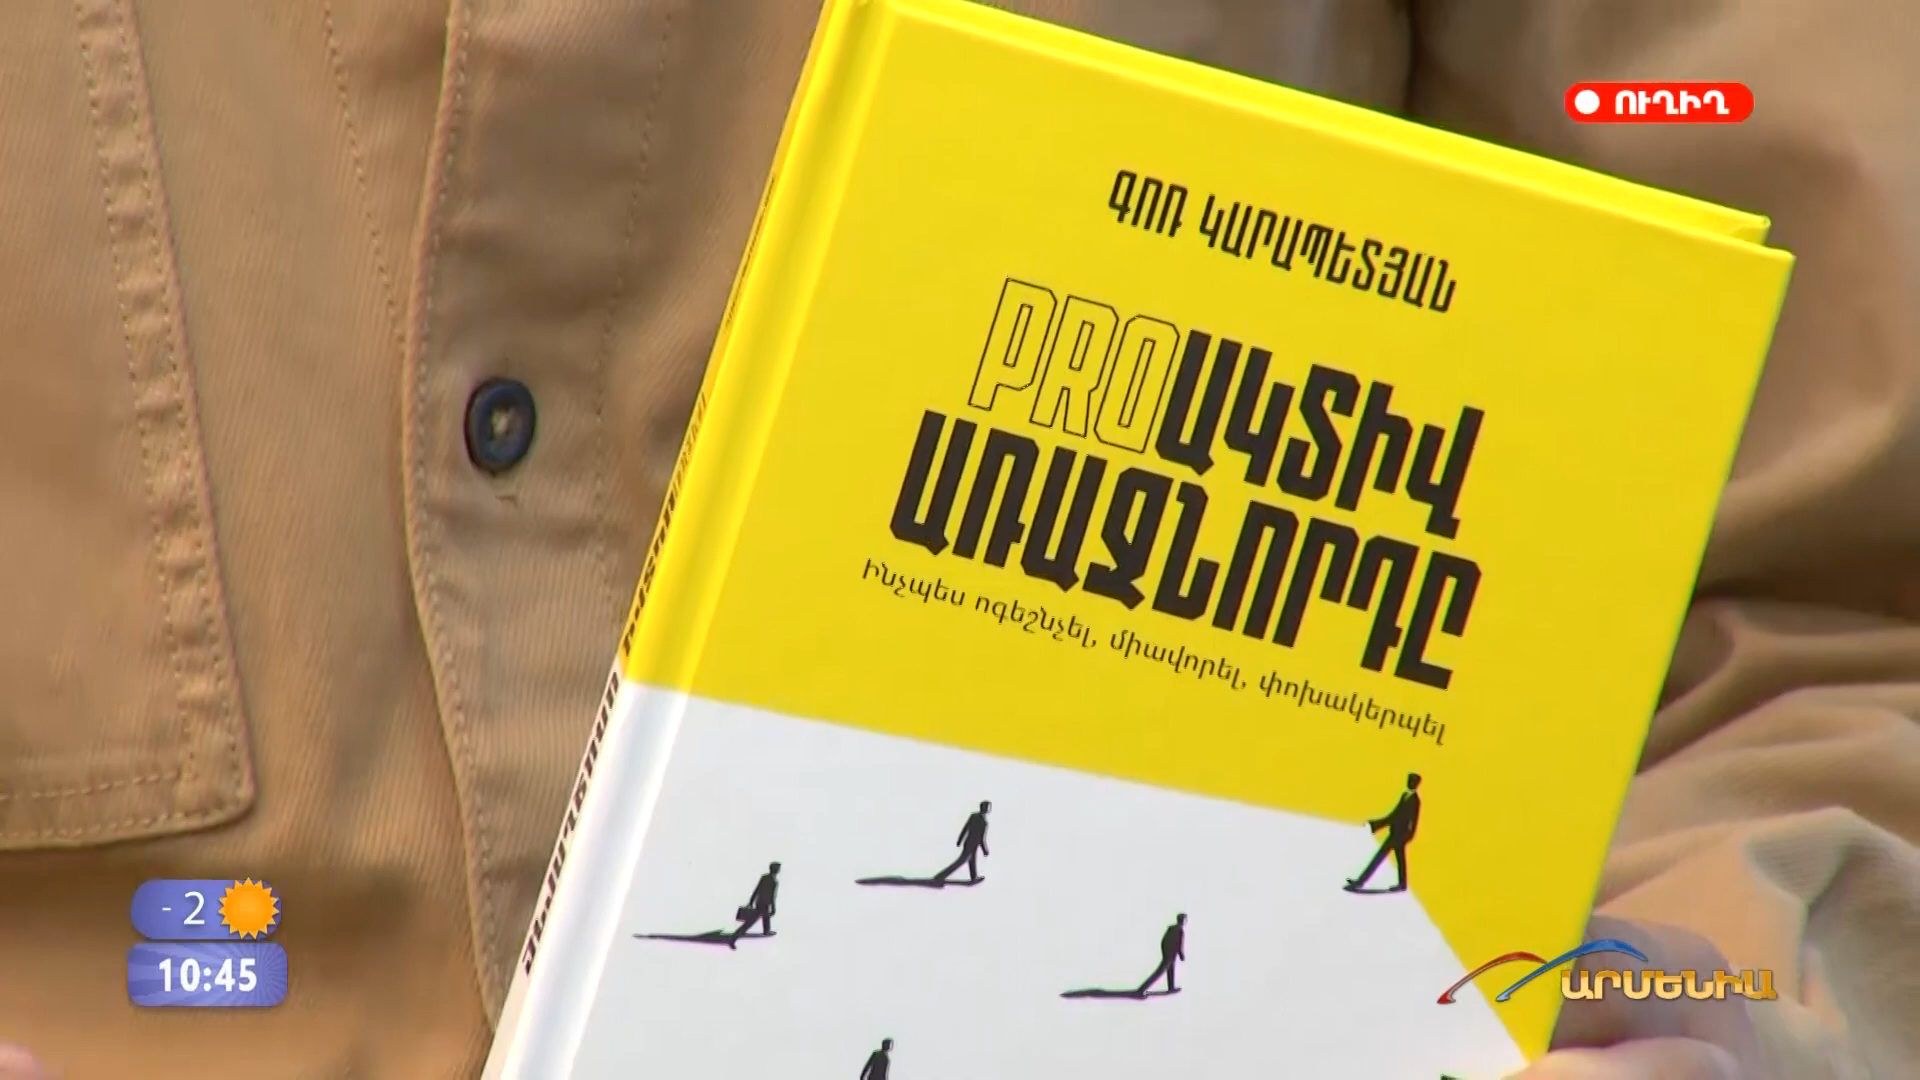 ՈՒՂԻՂ
ԳՈՌ ԿԱՐԱՊԵՏՅԱՆ
PROԱԿՏԻՎ
ԱՌԱՋՆՈՐԴԸ
Ինչպես ոգեշնչել, միավորել, փոխակերպել
- 2
10:45
ԱՐՄԵՆԻԱ